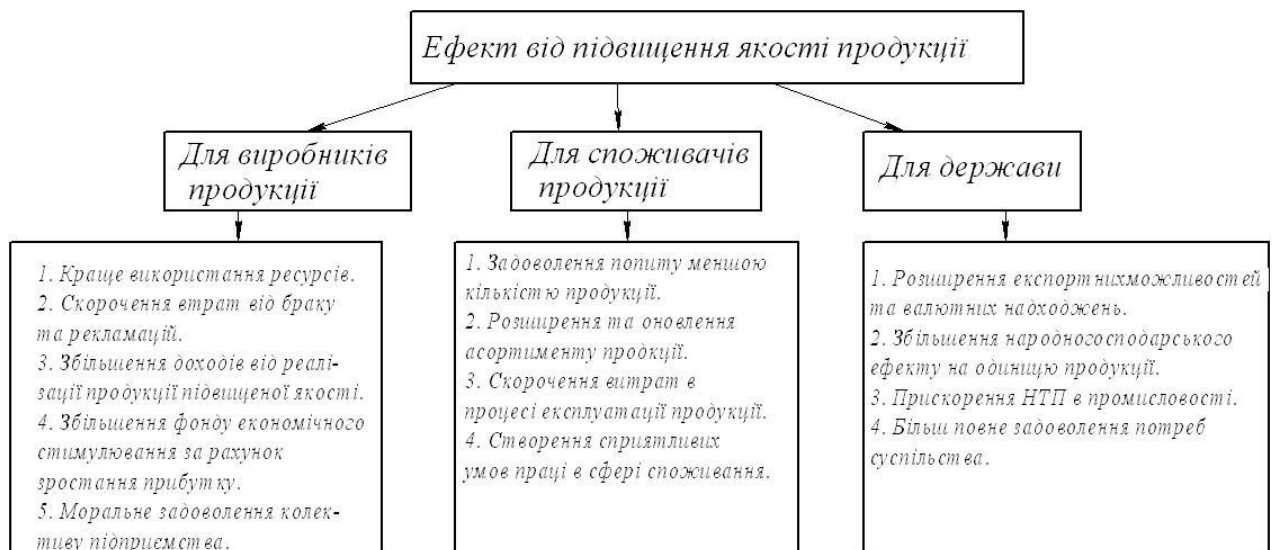 Ефект від підвищення якості продукції
Для виробників
продукції
Для споживачів
продукції
Для держави
1. Краще використання ресурсів.
2. Скорочення втрат від браку
та рекламацій.
3. Збільшення доходів від реалі-
зації продукції підвищеної якості.
4. Збільшення фонду економічного
стимулювання за рахунок
зростання прибутку.
5. Моральне задоволення колек-
тиву підприємства.
1. Задоволення попиту меншою
кількістю продукції.
2. Розширення та оновлення
асортименту продкції.
3. Скорочення витрат в
процесі експлуатації продукції.
4. Створення сприятливих
умов праці в сфері споживання.
1. Розширення експортнихможливостей
та валютних надходжень.
2. Збільшення народногосподарського
ефекту на одиницю продукції.
3. Прискорення НТП в промисловості.
4. Більш повне задоволення потреб
суспільства.